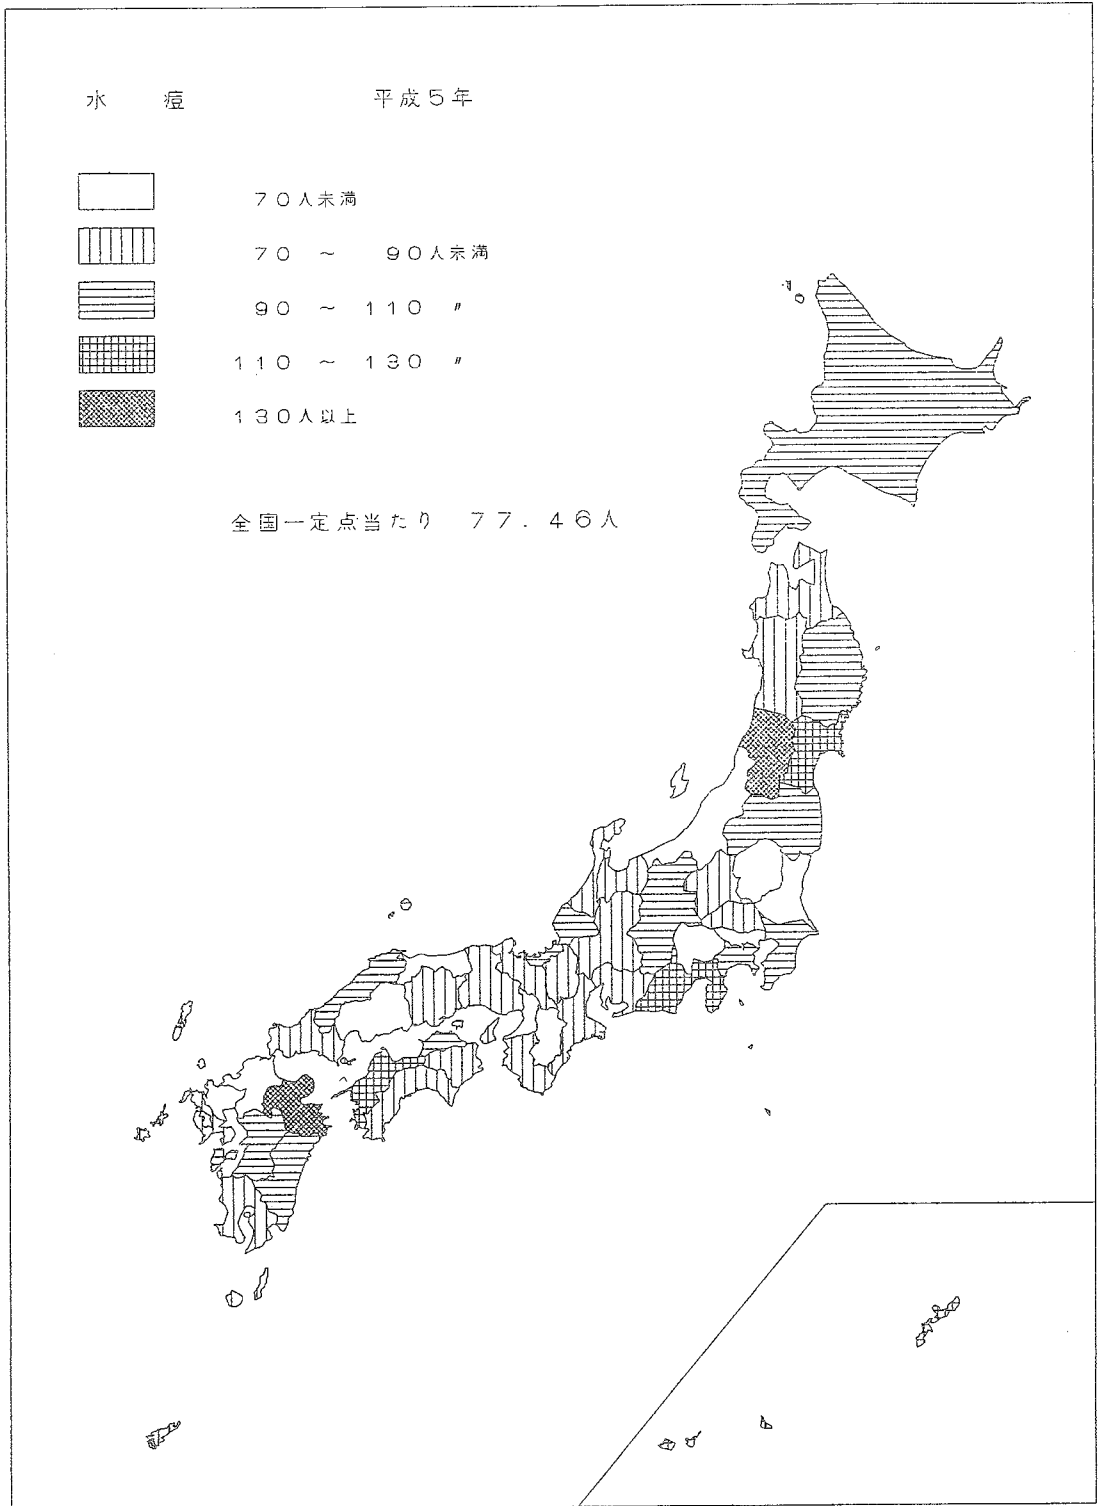 水 痘 平成5年
70人未満
70 ～ 90人未満
90 ～ 110 〃
110 ～ 130 〃
130人以上
全国一定点当たり 77.46人